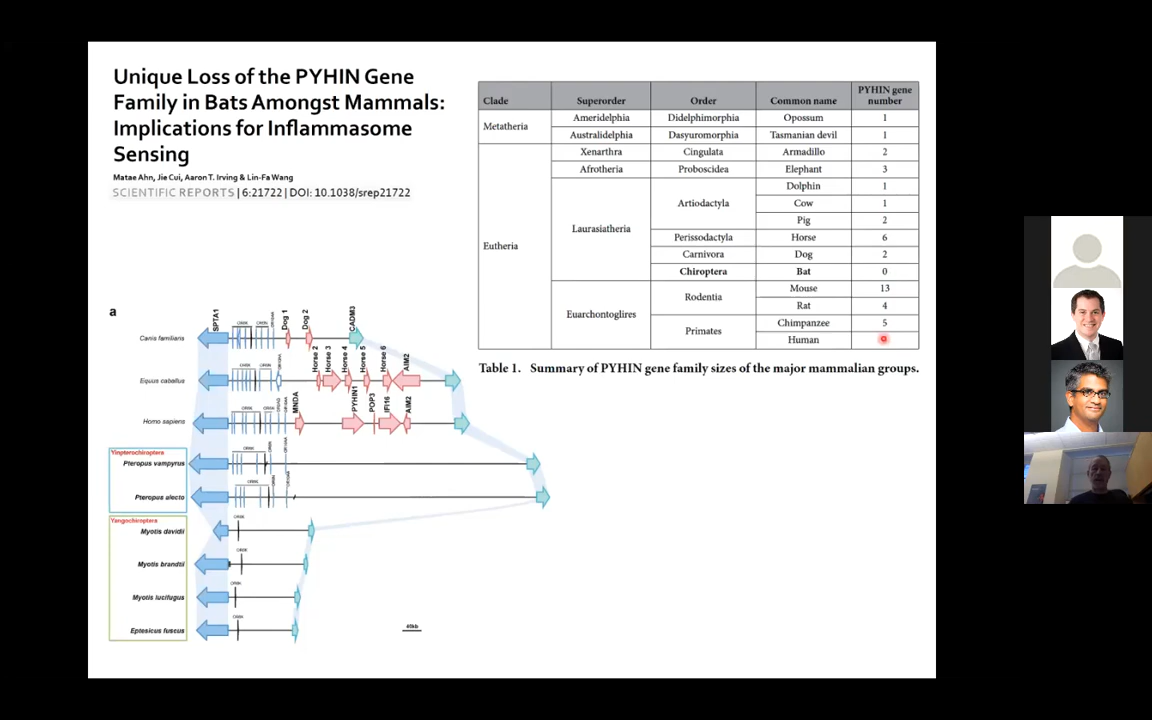 Unique Loss of the PYHIN Gene
Family in Bats Amongst Mammals:
Implications for Inflammasome
Sensing
Matae Ahn, Jie Cui, Aaron T. Irving & Lin-Fa Wang
SCIENTIFIC REPORTS | 6:21722 | DOI: 10.1038/srep21722
Clade Superorder Order Common name PYHIN gene number
Metatheria Ameridelphia Didelphimorphia Opossum 1
Australidelphia Dasyuromorphia Tasmanian devil 1
Eutheria Xenarthra Cingulata Armadillo 2
Afrotheria Proboscidea Elephant 3
Laurasiatheria Artiodactyla Dolphin 1
Cow 1
Pig 2
Perissodactyla Horse 6
Carnivora Dog 2
Chiroptera Bat 0
Euarchontoglires Rodentia Mouse 13
Rat 4
Primates Chimpanzee 5
Human
Table 1. Summary of PYHIN gene family sizes of the major mammalian groups.
a
SPTA1 Dog 1 Dog 2 CADM3
Canis familiaris
Horse 2 Horse 3 Horse 4 Horse 5 Horse 6 AIM2
Equus caballus
MNDA PYHIN1 POP3 IFI16 AIM2
Homo sapiens
Yinpterochiroptera
Pteropus vampyrus
Pteropus alecto
Yangochiroptera
Myotis davidii
Myotis brandtii
Myotis lucifugus
Eptesicus fuscus